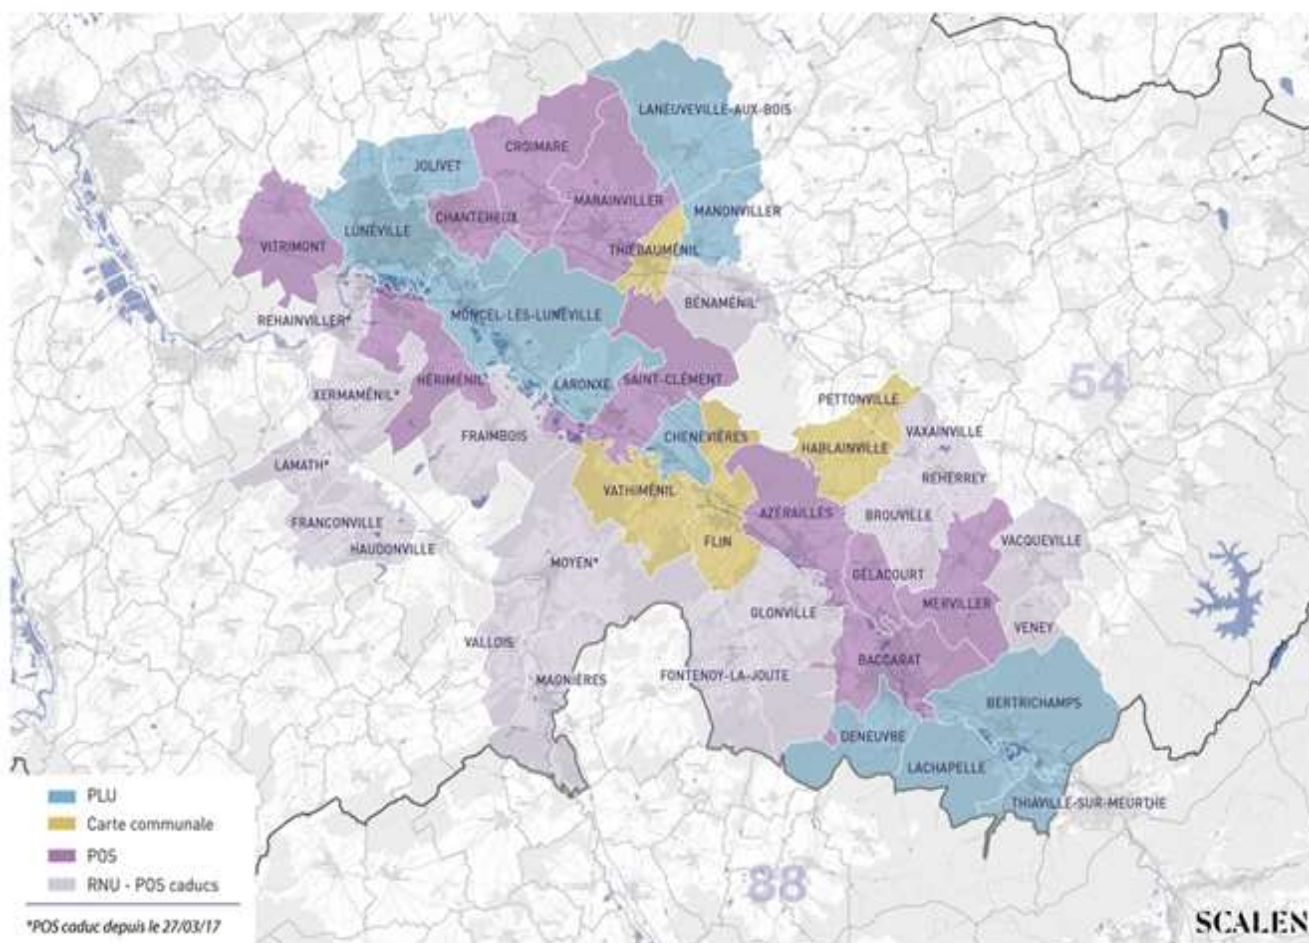 LANEUVEVILLE-AUX-BOIS
CROIMARE
JOLIVET
MARAINVILLER
MANONVILLER
CHANTEHEUX
LUNÉVILLE
VITRIMONT
THIÉBAUMÉNIL
BÉNAMÉNIL
MONCEL-LÈS-LUNÉVILLE
REHAINVILLER*
54
HÉRIMÉNIL
LARONXE
SAINT-CLÉMENT
XERMAMÉNIL*
PETTONVILLE
FRAIMBOIS
CHENEVIÈRES
HABLAINVILLE
VAXAINVILLE
LAMATH*
REHERREY
VATHIMÉNIL
AZERAILLES
BROUVILLE
FRANCONVILLE
HAUDONVILLE
FLIN
VACQUEVILLE
MOYEN*
GÉLACOURT
MERVILLER
GLONVILLE
VENEY
VALLOIS
BACCARAT
MAGNIÈRES
FONTENOY-LA-JOUTE
BERTRICHAMPS
DENEUVRE
LACHAPELLE
THIAVILLE-SUR-MEURTHE
88
PLU
Carte communale
POS
RNU - POS caducs
*POS caduc depuis le 27/03/17
SCALEN